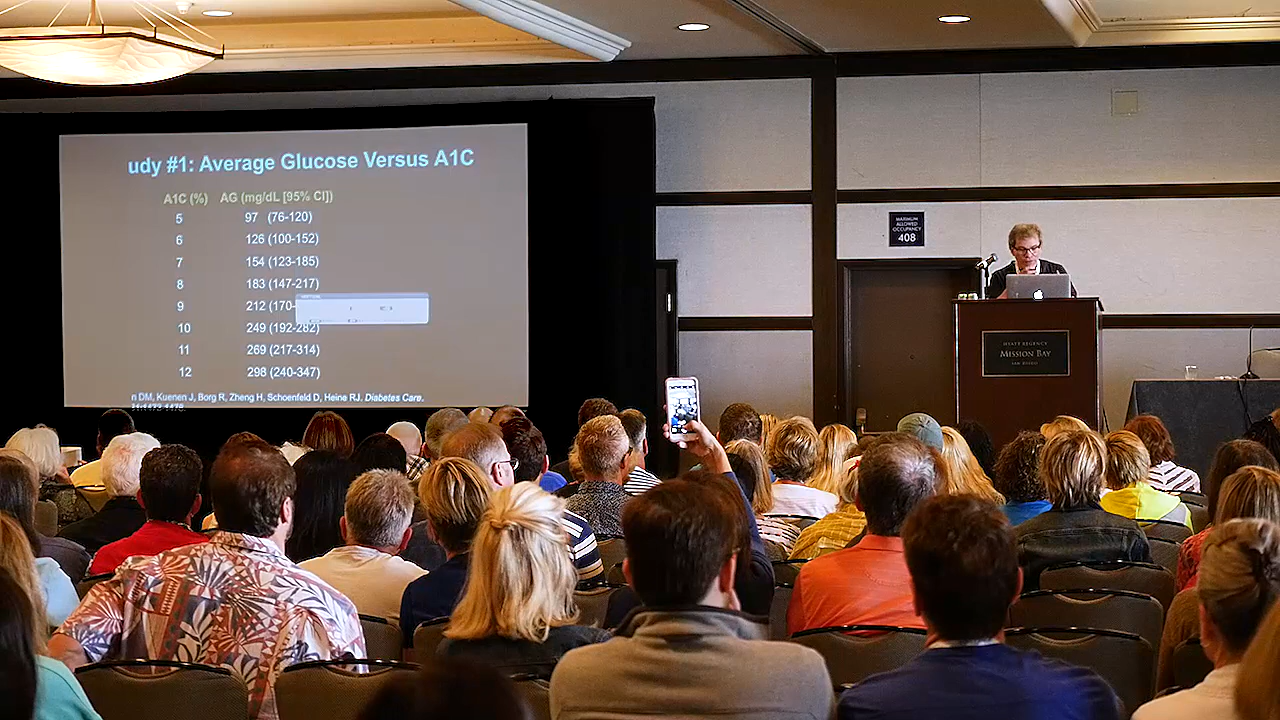 udy #1: Average Glucose Versus A1C
A1C (%) AG (mg/dL [95% CI])
5 97 (76-120)
6 126 (100-152)
7 154 (123-185)
8 183 (147-217)
9 212 (170-
10 249 (192-282)
11 269 (217-314)
12 298 (240-347)
n DM, Kuenen J, Borg R, Zheng H, Schoenfeld D, Heine RJ. Diabetes Care.
MAXIMUM
ALLOWED
OCCUPANCY
408
HYATT REGENCY
MISSION BAY
SAN DIEGO